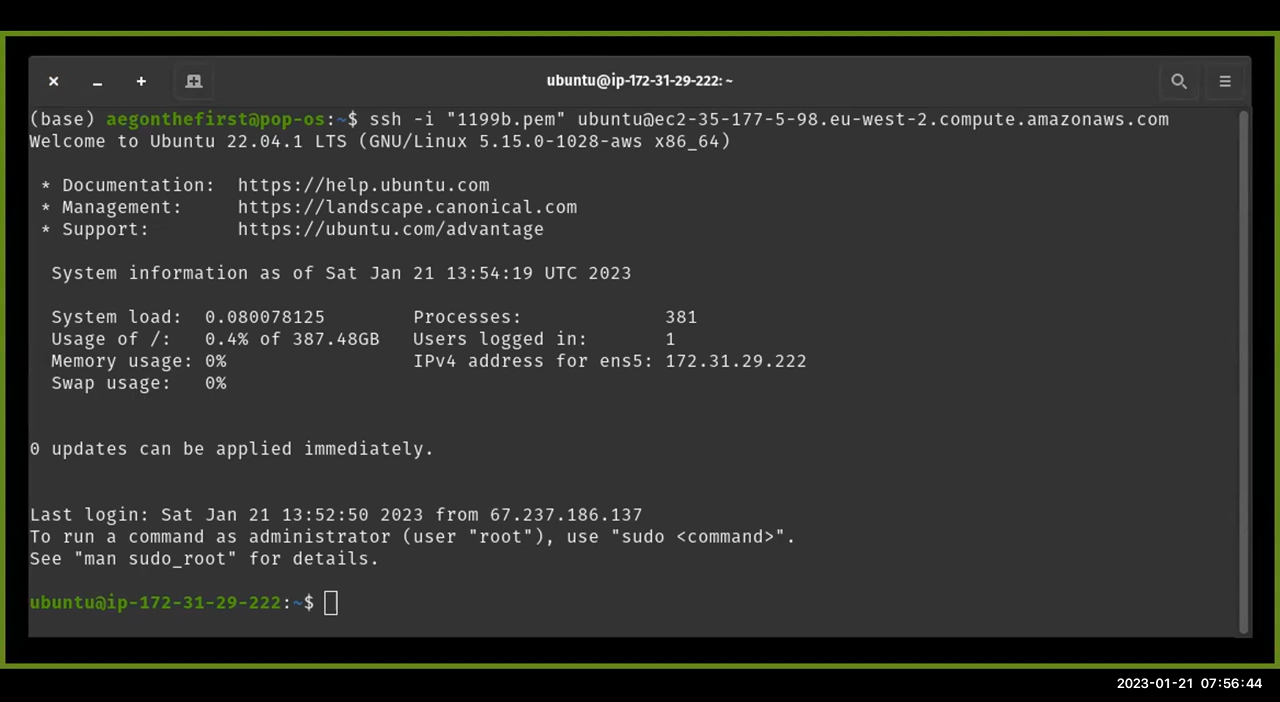 ubuntu@ip-172-31-29-222: ~
(base) aegonthefirst@pop-os:~$ ssh -i "1199b.pem" ubuntu@ec2-35-177-5-98.eu-west-2.compute.amazonaws.com
Welcome to Ubuntu 22.04.1 LTS (GNU/Linux 5.15.0-1028-aws x86_64)
* Documentation: https://help.ubuntu.com
* Management: https://landscape.canonical.com
* Support: https://ubuntu.com/advantage
System information as of Sat Jan 21 13:54:19 UTC 2023
System load: 0.080078125 Processes: 381
Usage of /: 0.4% of 387.48GB Users logged in: 1
Memory usage: 0% IPv4 address for ens5: 172.31.29.222
Swap usage: 0%
0 updates can be applied immediately.
Last login: Sat Jan 21 13:52:50 2023 from 67.237.186.137
To run a command as administrator (user "root"), use "sudo <command>".
See "man sudo_root" for details.
ubuntu@ip-172-31-29-222:~$
2023-01-21 07:56:44